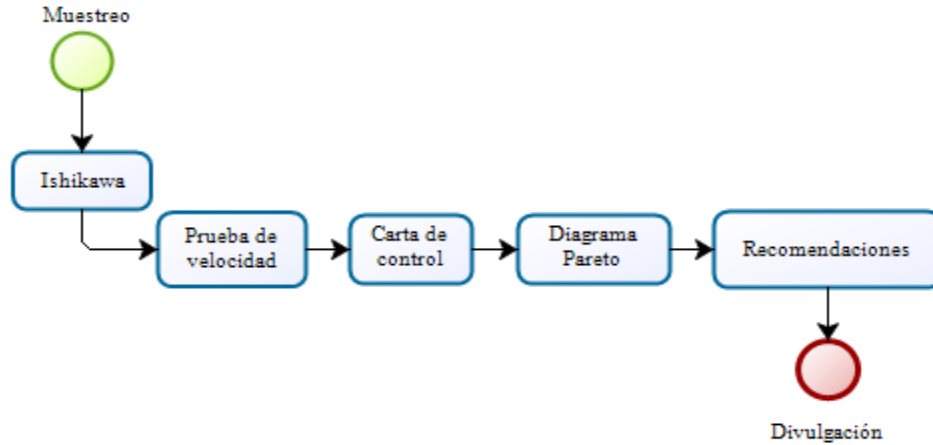 Muestreo
Ishikawa
Prueba de
velocidad
Carta de
control
Diagrama
Pareto
Recomendaciones
Divulgación